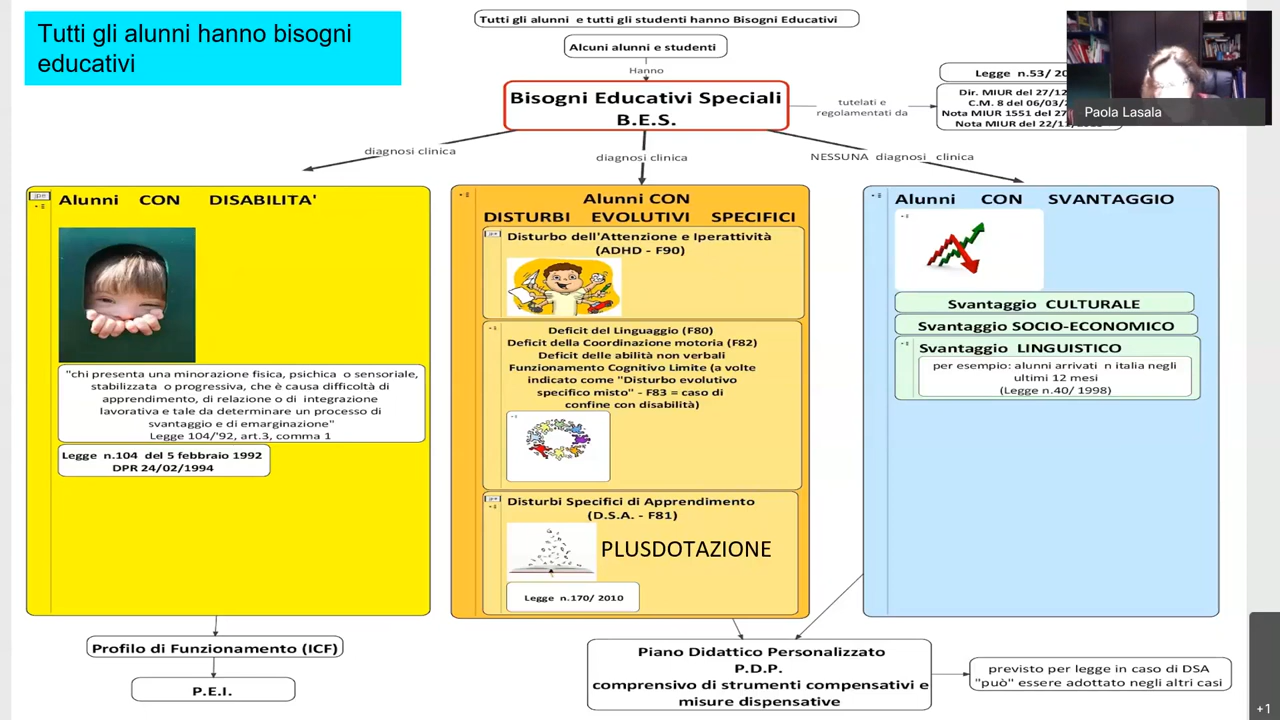 Tutti gli alunni hanno bisogni
educativi
Tutti gli alunni e tutti gli studenti hanno Bisogni Educativi
Alcuni alunni e studenti
Hanno
Bisogni Educativi Speciali
B.E.S.
tutelati e
regolamentati da
Legge n.53/ 20
Dir. MIUR del 27/12
C.M. 8 del 06/03/
Nota MIUR 1551 del 27
Nota MIUR del 22/11
Paola Lasala
diagnosi clinica
diagnosi clinica
NESSUNA diagnosi clinica
Alunni CON DISABILITA'
"chi presenta una minorazione fisica, psichica o sensoriale,
stabilizzata o progressiva, che è causa difficoltà di
apprendimento, di relazione o di integrazione
lavorativa e tale da determinare un processo di
svantaggio e di emarginazione"
Legge 104/'92, art.3, comma 1
Legge n.104 del 5 febbraio 1992
DPR 24/02/1994
Profilo di Funzionamento (ICF)
P.E.I.
Alunni CON
DISTURBI EVOLUTIVI SPECIFICI
Disturbo dell'Attenzione e Iperattività
(ADHD - F90)
Deficit del Linguaggio (F80)
Deficit della Coordinazione motoria (F82)
Deficit delle abilità non verbali
Funzionamento Cognitivo Limite (a volte
indicato come "Disturbo evolutivo
specifico misto" - F83 = caso di
confine con disabilità)
Disturbi Specifici di Apprendimento
(D.S.A. - F81)
PLUSDOTAZIONE
Legge n.170/ 2010
Alunni CON SVANTAGGIO
Svantaggio CULTURALE
Svantaggio SOCIO-ECONOMICO
Svantaggio LINGUISTICO
per esempio: alunni arrivati n italia negli
ultimi 12 mesi
(Legge n.40/ 1998)
Piano Didattico Personalizzato
P.D.P.
comprensivo di strumenti compensativi e
misure dispensative
previsto per legge in caso di DSA
"può" essere adottato negli altri casi
+1